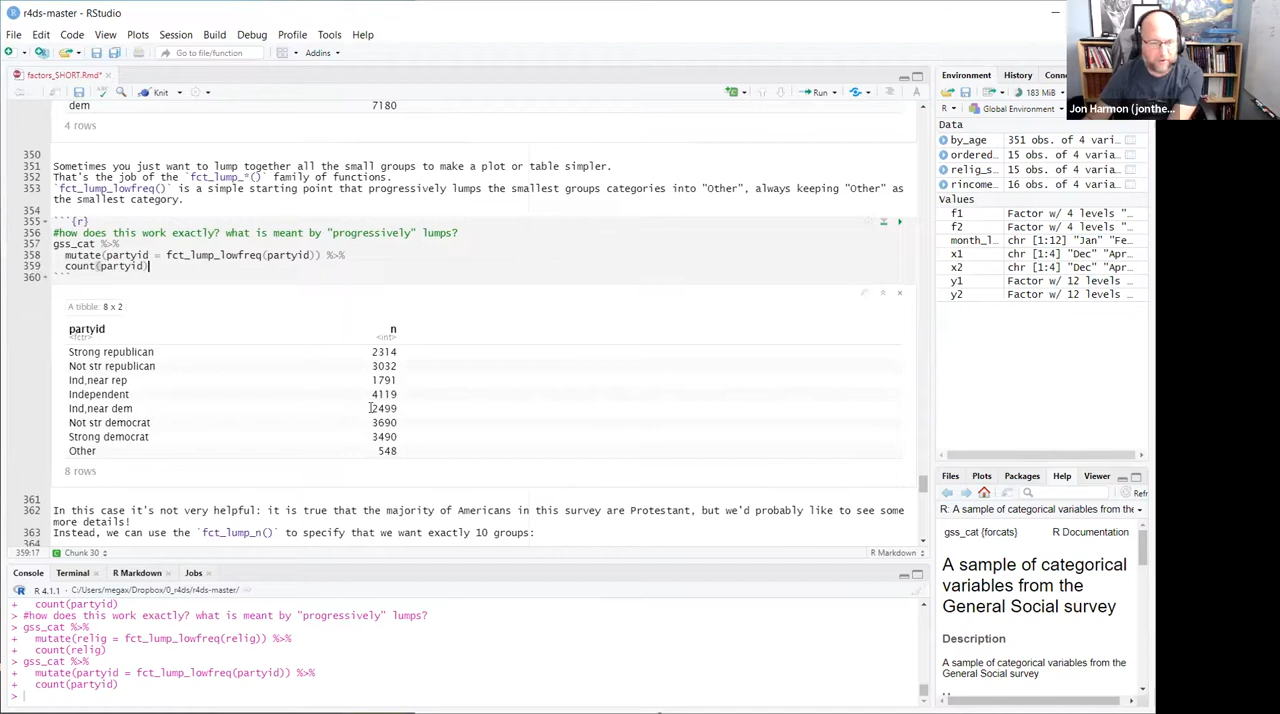 r4ds-master - RStudio
File Edit Code View Plots Session Build Debug Profile Tools Help
Go to file/function Addins
factors_SHORT.Rmd*
Knit Run
dem 7180
4 rows
350
351 Sometimes you just want to lump together all the small groups to make a plot or table simpler.
352 That's the job of the `fct_lump_*()` family of functions.
353 `fct_lump_lowfreq()` is a simple starting point that progressively lumps the smallest groups categories into "Other", always keeping "Other" as
the smallest category.
354
355 ```{r}
356 #how does this work exactly? what is meant by "progressively" lumps?
357 gss_cat %>%
358 mutate(partyid = fct_lump_lowfreq(partyid)) %>%
359 count(partyid)
360 ```
A tibble: 8 x 2
partyid n
<fctr> <int>
Strong republican 2314
Not str republican 3032
Ind,near rep 1791
Independent 4119
Ind,near dem 2499
Not str democrat 3690
Strong democrat 3490
Other 548
8 rows
361
362 In this case it's not very helpful: it is true that the majority of Americans in this survey are Protestant, but we'd probably like to see some
more details!
363 Instead, we can use the `fct_lump_n()` to specify that we want exactly 10 groups:
364
359:17 Chunk 30 R Markdown
Console Terminal R Markdown Jobs
R 4.1.1 · C:/Users/megax/Dropbox/0_r4ds/r4ds-master/
+ count(partyid)
> #how does this work exactly? what is meant by "progressively" lumps?
> gss_cat %>%
+ mutate(relig = fct_lump_lowfreq(relig)) %>%
+ count(relig)
> gss_cat %>%
+ mutate(partyid = fct_lump_lowfreq(partyid)) %>%
+ count(partyid)
>
Jon Harmon (jonthe...
Environment History Conn
183 MiB
R Global Environment
Data
by_age 351 obs. of 4 vari…
ordered… 15 obs. of 4 vari…
relig_s… 15 obs. of 4 vari…
rincome… 16 obs. of 4 vari…
Values
f1 Factor w/ 4 levels "…
f2 Factor w/ 4 levels "…
month_l… chr [1:12] "Jan" "Fe…
x1 chr [1:4] "Dec" "Apr…
x2 chr [1:4] "Dec" "Apr…
y1 Factor w/ 12 levels …
y2 Factor w/ 12 levels …
Files Plots Packages Help Viewer
Refr
R: A sample of categorical variables from the
gss_cat {forcats} R Documentation
A sample of categorical
variables from the
General Social survey
Description
A sample of categorical variables from the
General Social survey